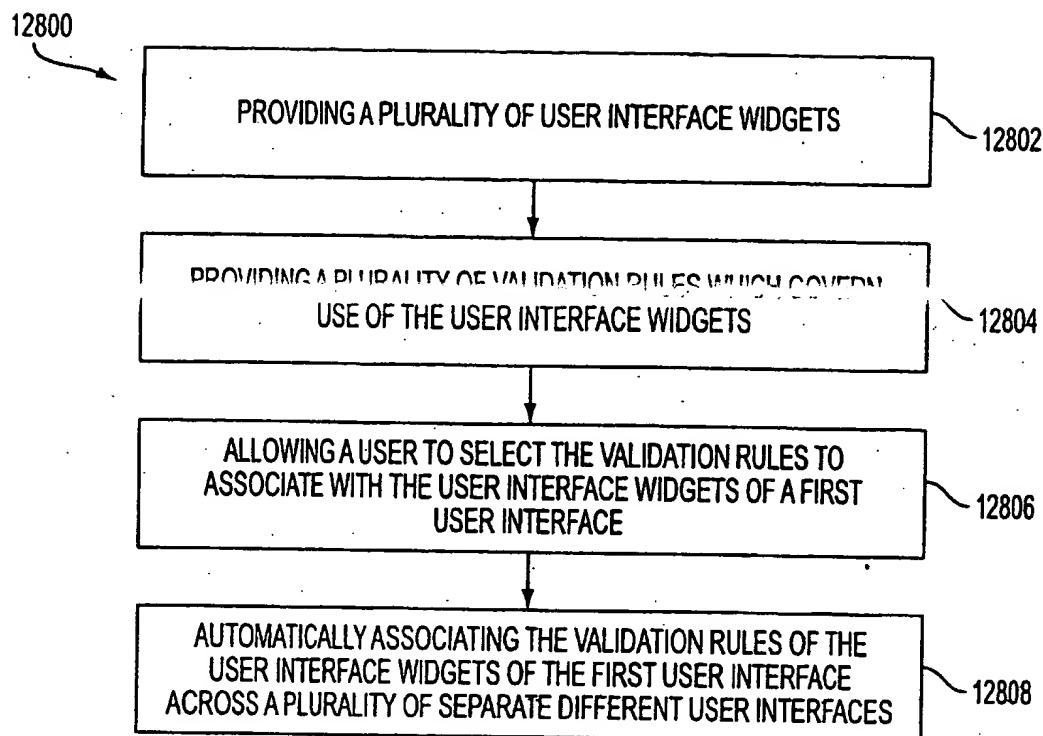 12800
PROVIDING A PLURALITY OF USER INTERFACE WIDGETS
12802
PROVIDING A PLURALITY OF VALIDATION RULES WHICH GOVERN
USE OF THE USER INTERFACE WIDGETS
12804
ALLOWING A USER TO SELECT THE VALIDATION RULES TO
ASSOCIATE WITH THE USER INTERFACE WIDGETS OF A FIRST
USER INTERFACE
12806
AUTOMATICALLY ASSOCIATING THE VALIDATION RULES OF THE
USER INTERFACE WIDGETS OF THE FIRST USER INTERFACE
ACROSS A PLURALITY OF SEPARATE DIFFERENT USER INTERFACES
12808